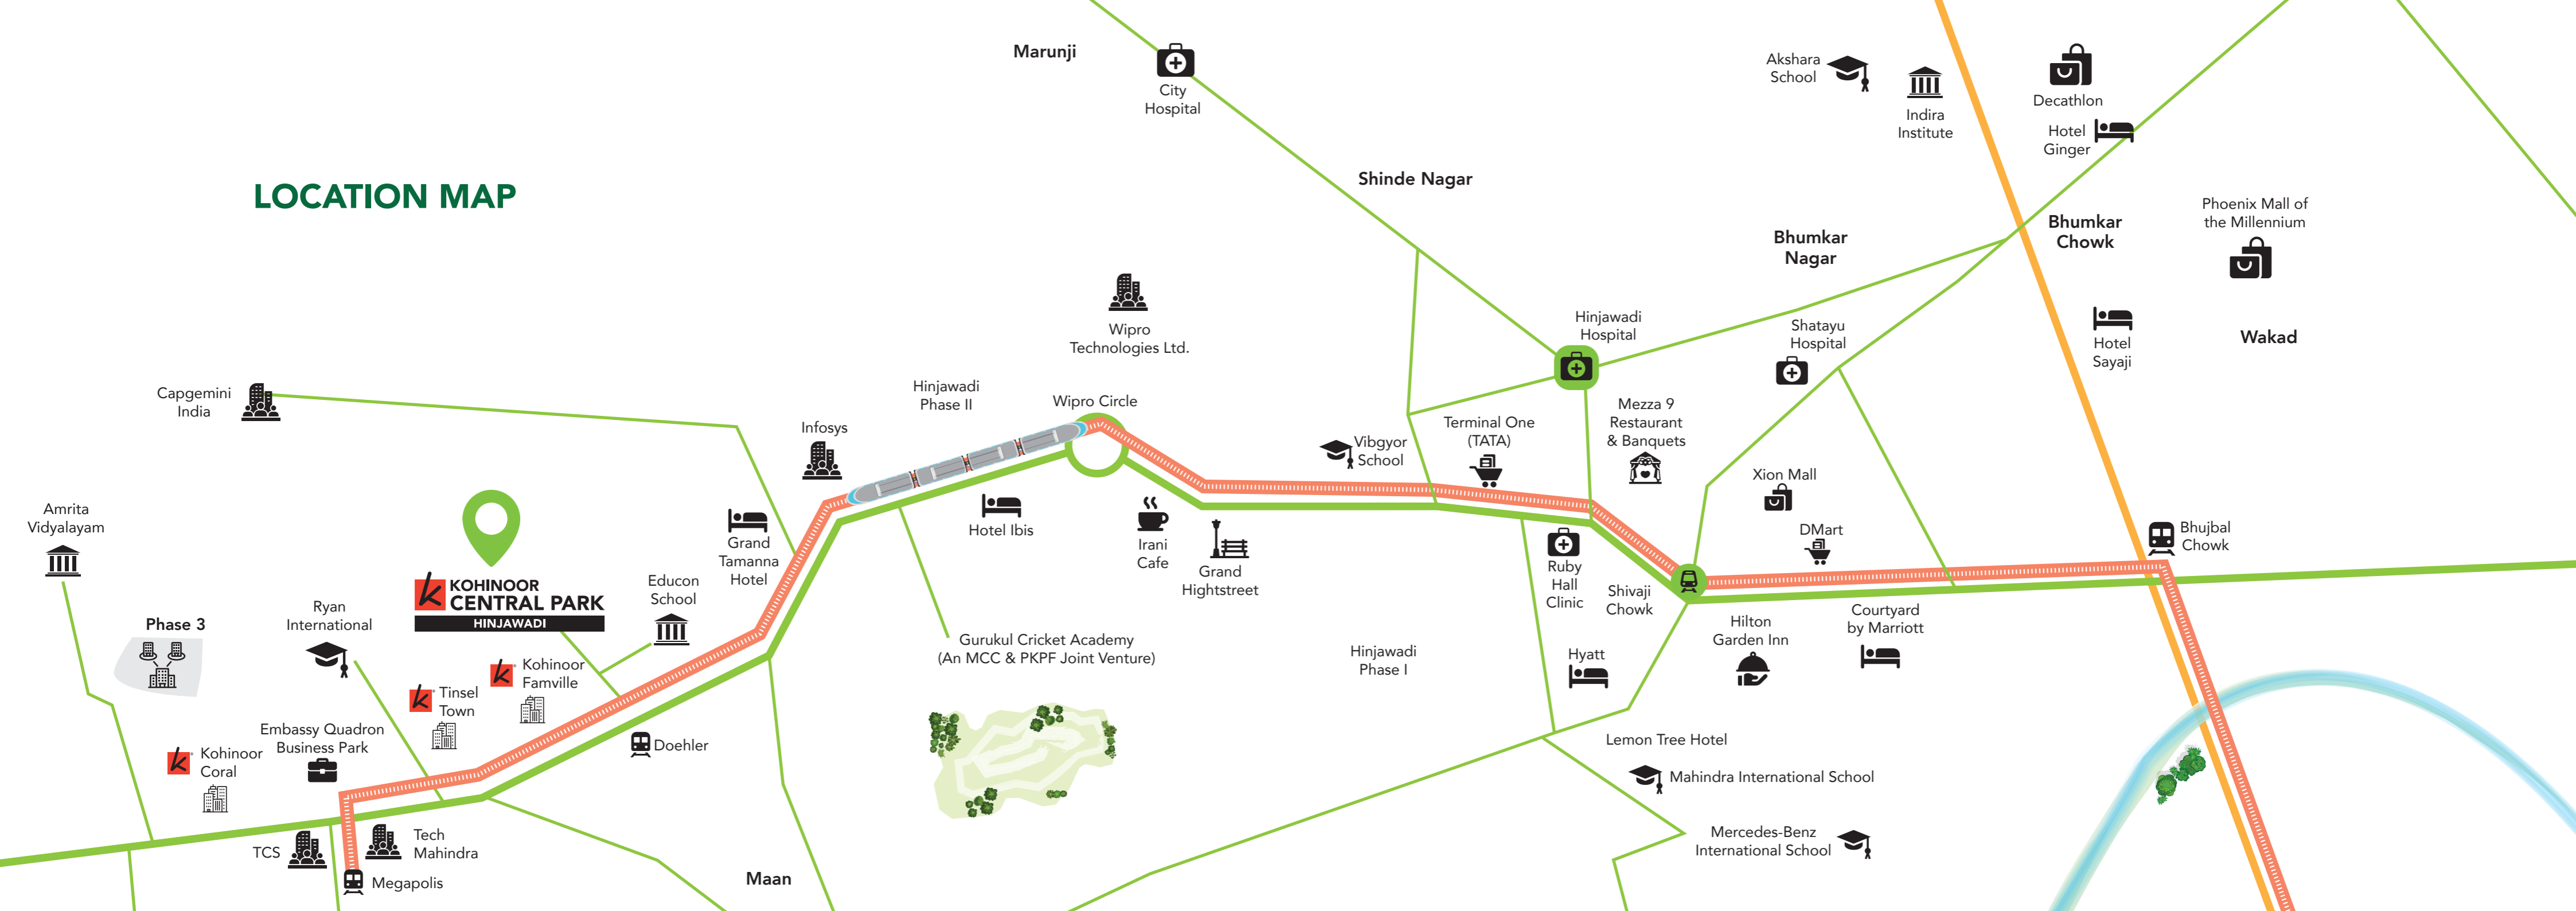 LOCATION MAP
Marunji
City
Hospital
Shinde Nagar
Akshara
School
Indira
Institute
Decathlon
Hotel
Ginger
Bhumkar
Nagar
Bhumkar
Chowk
Phoenix Mall of
the Millennium
Hotel
Sayaji
Wakad
Hinjawadi
Hospital
Shatayu
Hospital
Wipro
Technologies Ltd.
Capgemini
India
Hinjawadi
Phase II
Wipro Circle
Infosys
Vibgyor
School
Terminal One
(TATA)
Mezza 9
Restaurant
& Banquets
Xion Mall
DMart
Bhujbal
Chowk
Amrita
Vidyalayam
k KOHINOOR
CENTRAL PARK
HINJAWADI
Grand
Tamanna
Hotel
Hotel Ibis
Irani
Cafe
Grand
Hightstreet
Ruby
Hall
Clinic
Shivaji
Chowk
Educon
School
Ryan
International
Phase 3
Gurukul Cricket Academy
(An MCC & PKPF Joint Venture)
Hinjawadi
Phase I
Hyatt
Hilton
Garden Inn
Courtyard
by Marriott
k Kohinoor
Famville
k Tinsel
Town
Embassy Quadron
Business Park
k Kohinoor
Coral
Doehler
Lemon Tree Hotel
Mahindra International School
Mercedes-Benz
International School
TCS
Tech
Mahindra
Megapolis
Maan